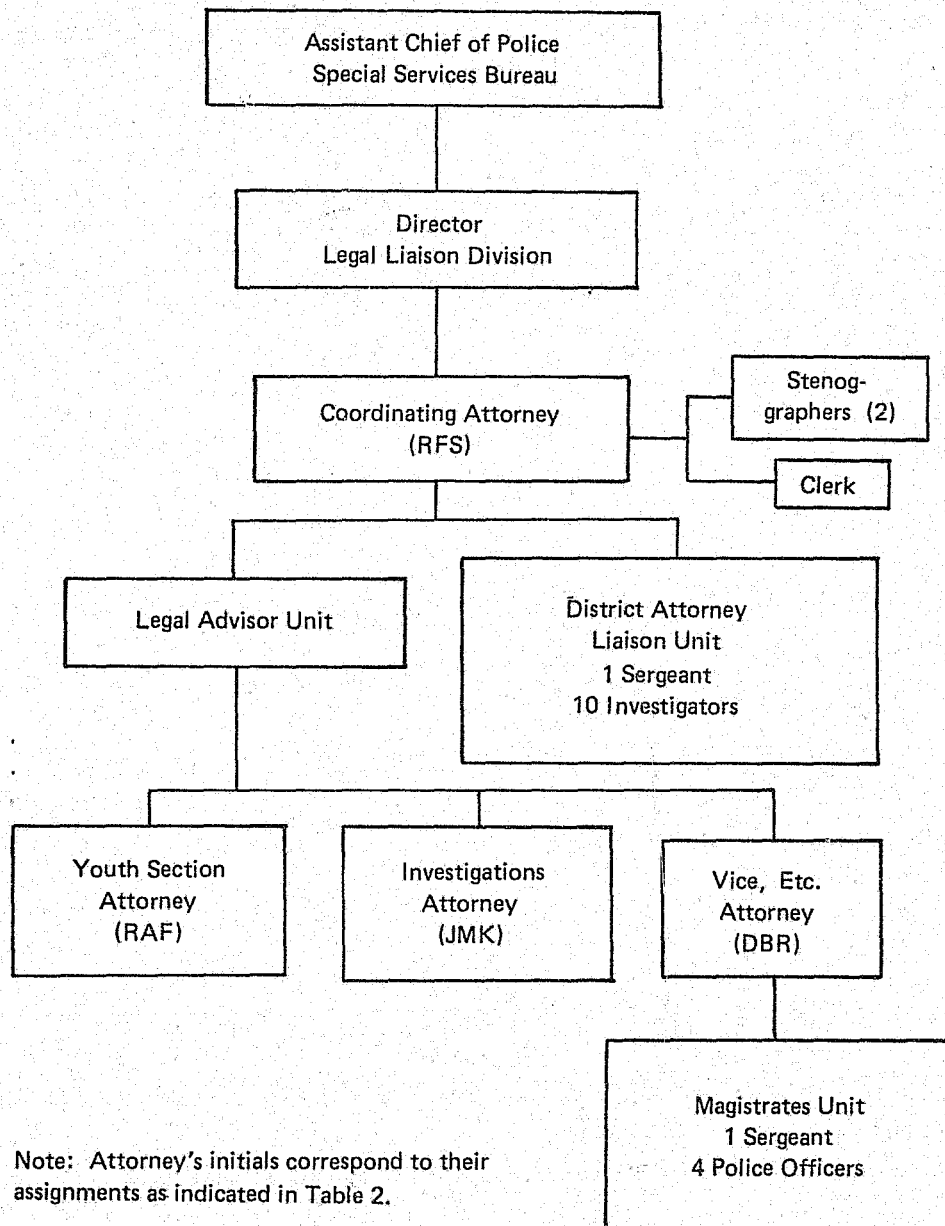 Assistant Chief of Police
Special Services Bureau
Director
Legal Liaison Division
Coordinating Attorney
(RFS)
Stenog-
graphers (2)
Clerk
Legal Advisor Unit
District Attorney
Liaison Unit
1 Sergeant
10 Investigators
Youth Section
Attorney
(RAF)
Investigations
Attorney
(JMK)
Vice, Etc.
Attorney
(DBR)
Magistrates Unit
1 Sergeant
4 Police Officers
Note: Attorney's initials correspond to their
assignments as indicated in Table 2.